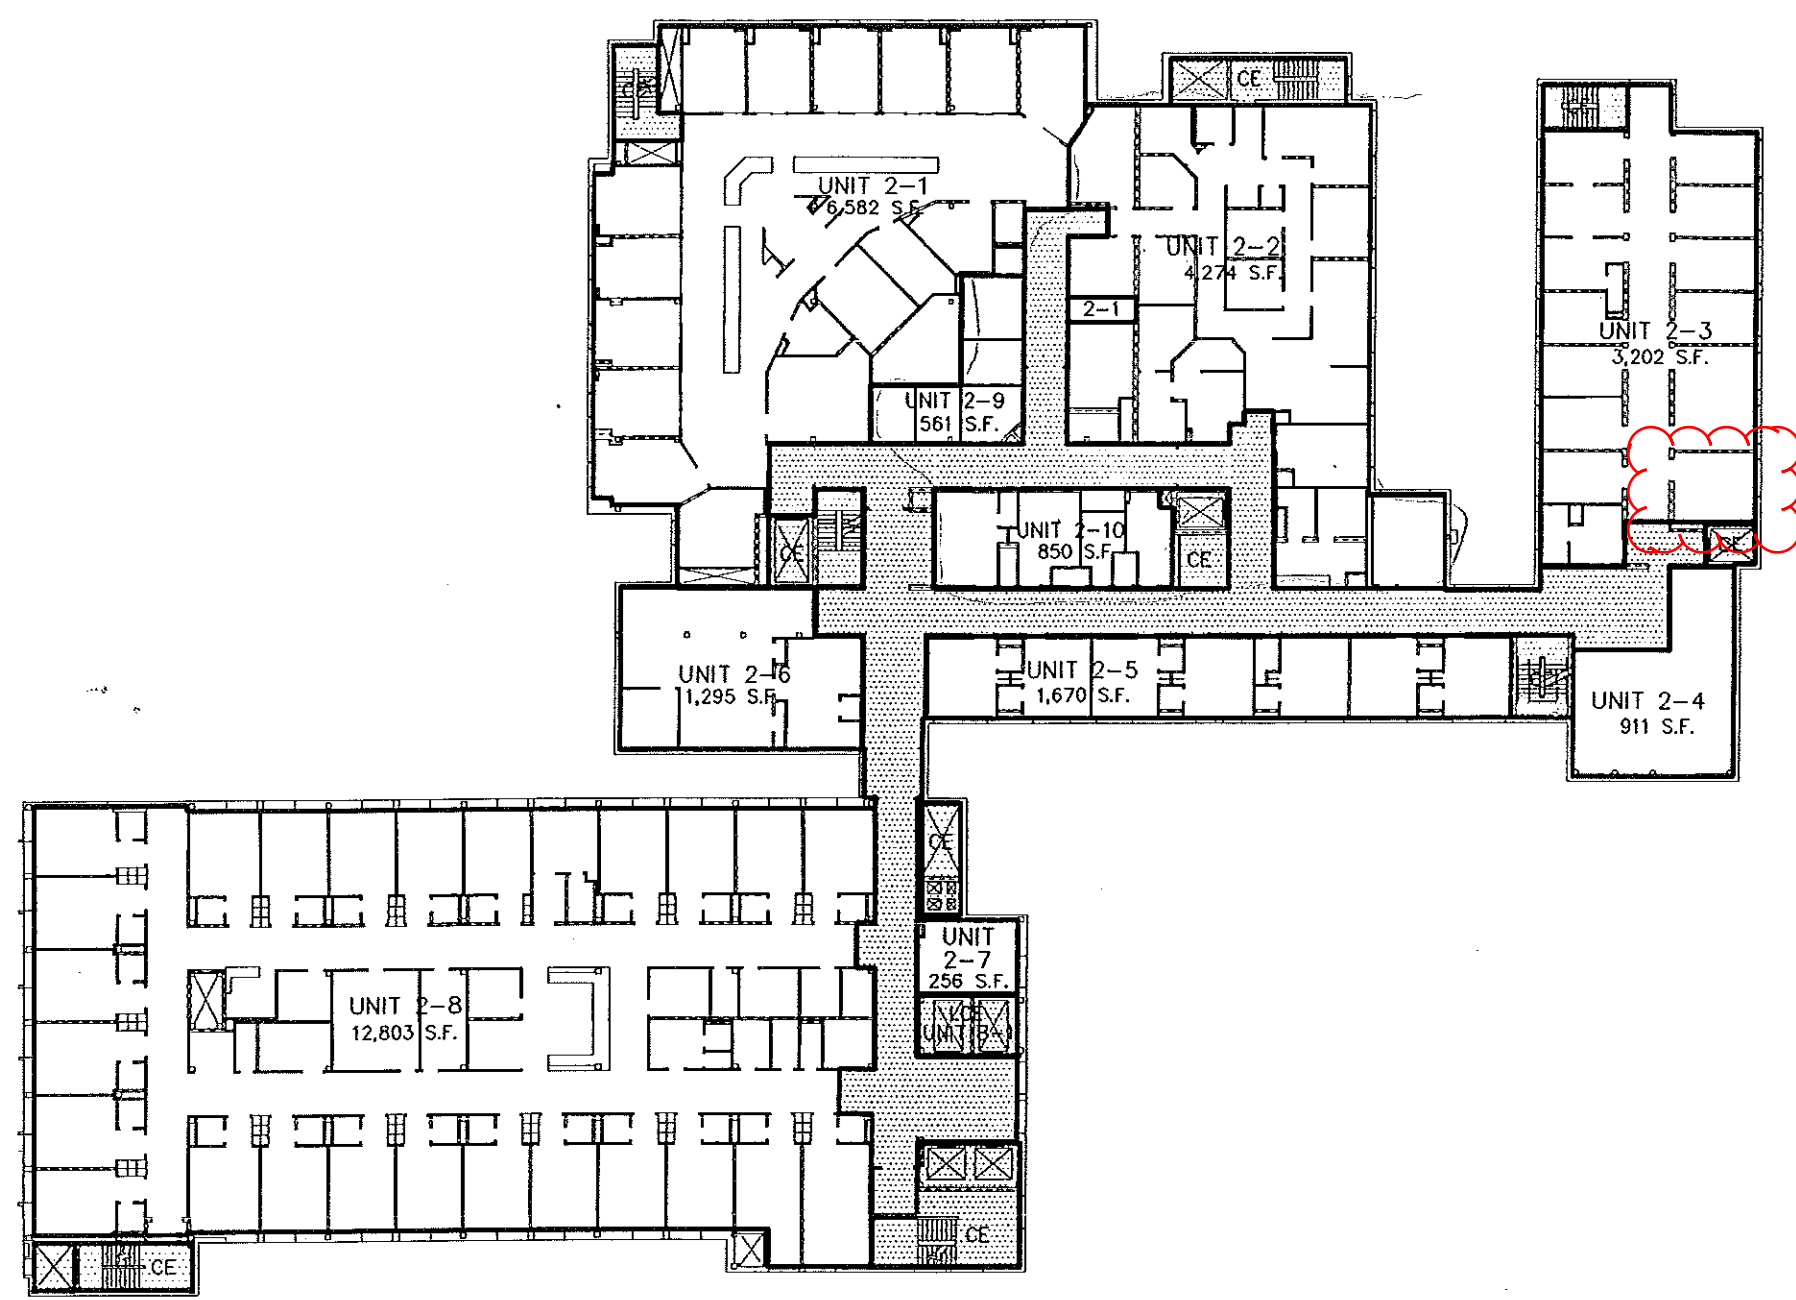 CE
UNIT 2-1
6,582 S.F.
UNIT 2-2
4,274 S.F.
2-1
UNIT 2-3
3,202 S.F.
UNIT 2-9
561 S.F.
UNIT 2-10
850 S.F.
CE
CE
UNIT 2-6
1,295 S.F.
UNIT 2-5
1,670 S.F.
UNIT 2-4
911 S.F.
CE
UNIT
2-7
256 S.F.
UNIT 2-8
12,803 S.F.
CE
CE